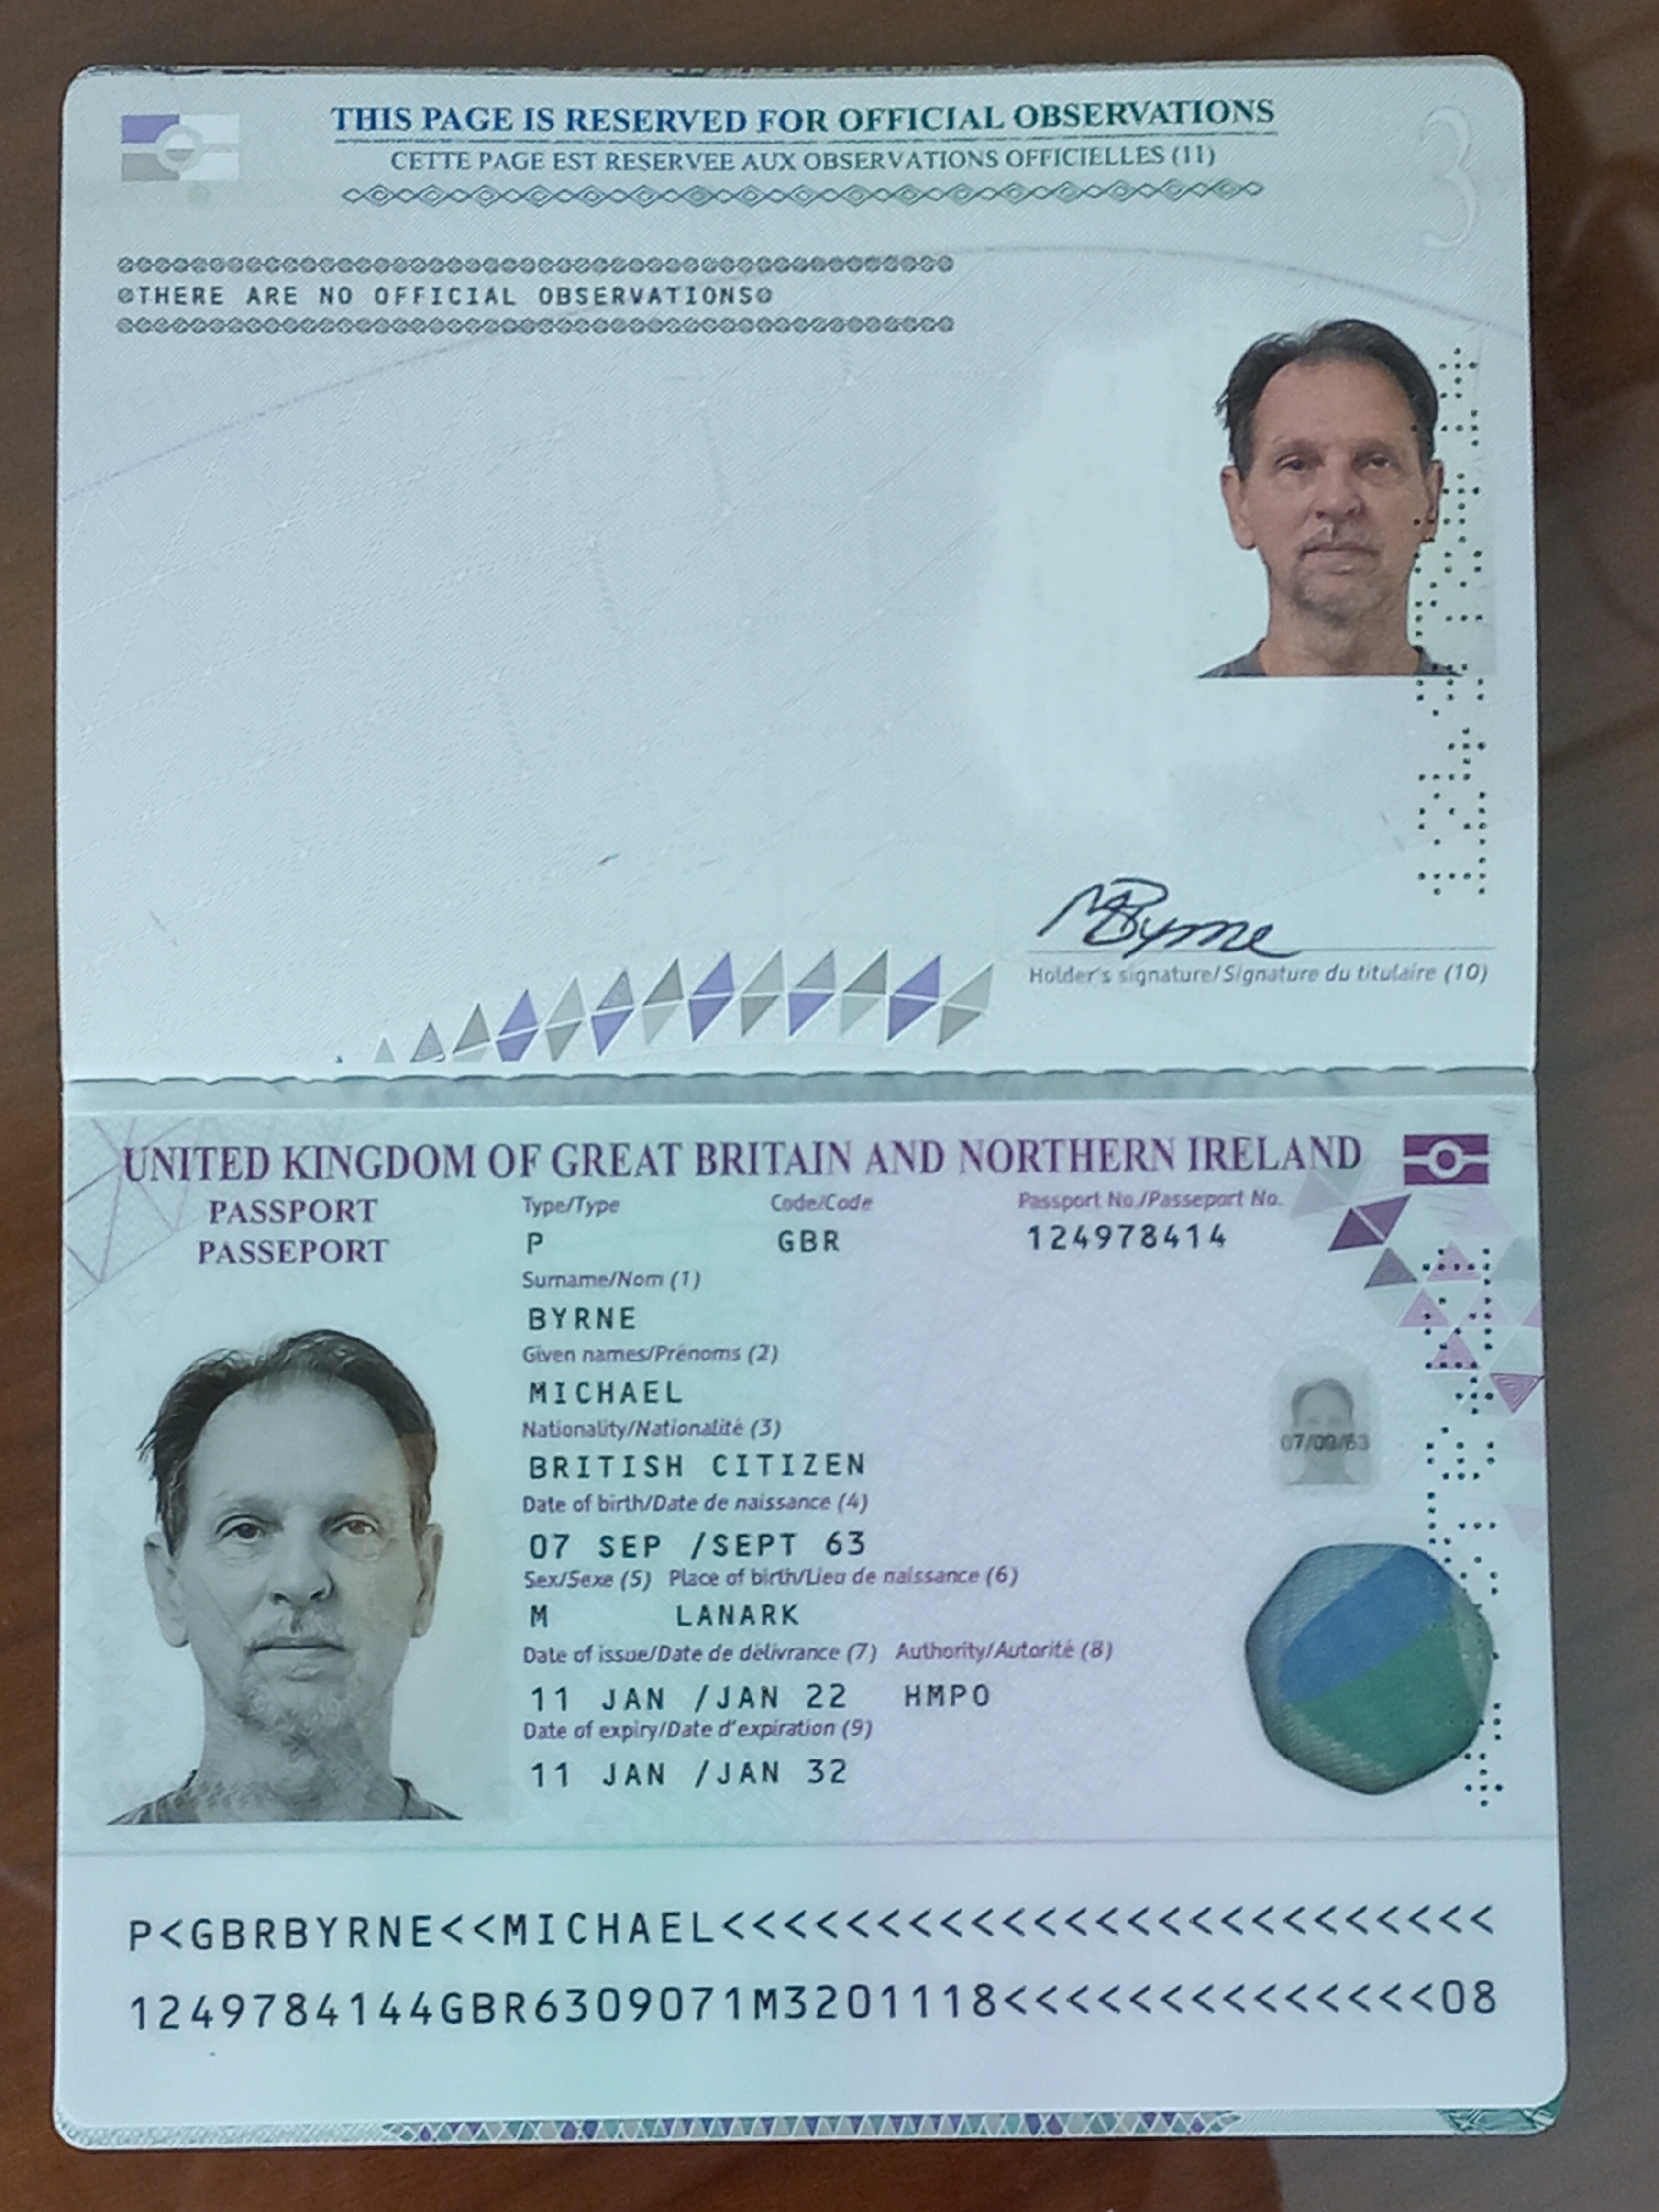 THIS PAGE IS RESERVED FOR OFFICIAL OBSERVATIONS
CETTE PAGE EST RESERVEE AUX OBSERVATIONS OFFICIELLES (11)
THERE ARE NO OFFICIAL OBSERVATIONS
3
Holder's signature/Signature du titulaire (10)
UNITED KINGDOM OF GREAT BRITAIN AND NORTHERN IRELAND
PASSPORT
PASSEPORT
Type/Type Code/Code Passport No./Passeport No.
P GBR 124978414
Surname/Nom (1)
BYRNE
Given names/Prénoms (2)
MICHAEL
Nationality/Nationalité (3)
BRITISH CITIZEN
Date of birth/Date de naissance (4)
07 SEP /SEPT 63
Sex/Sexe (5) Place of birth/Lieu de naissance (6)
M LANARK
Date of issue/Date de délivrance (7) Authority/Autorité (8)
11 JAN /JAN 22 HMPO
Date of expiry/Date d'expiration (9)
11 JAN /JAN 32
07/09/63
P<GBRBYRNE<<MICHAEL<<<<<<<<<<<<<<<<<<<<<<<<<
1249784144GBR6309071M3201118<<<<<<<<<<<<<<08